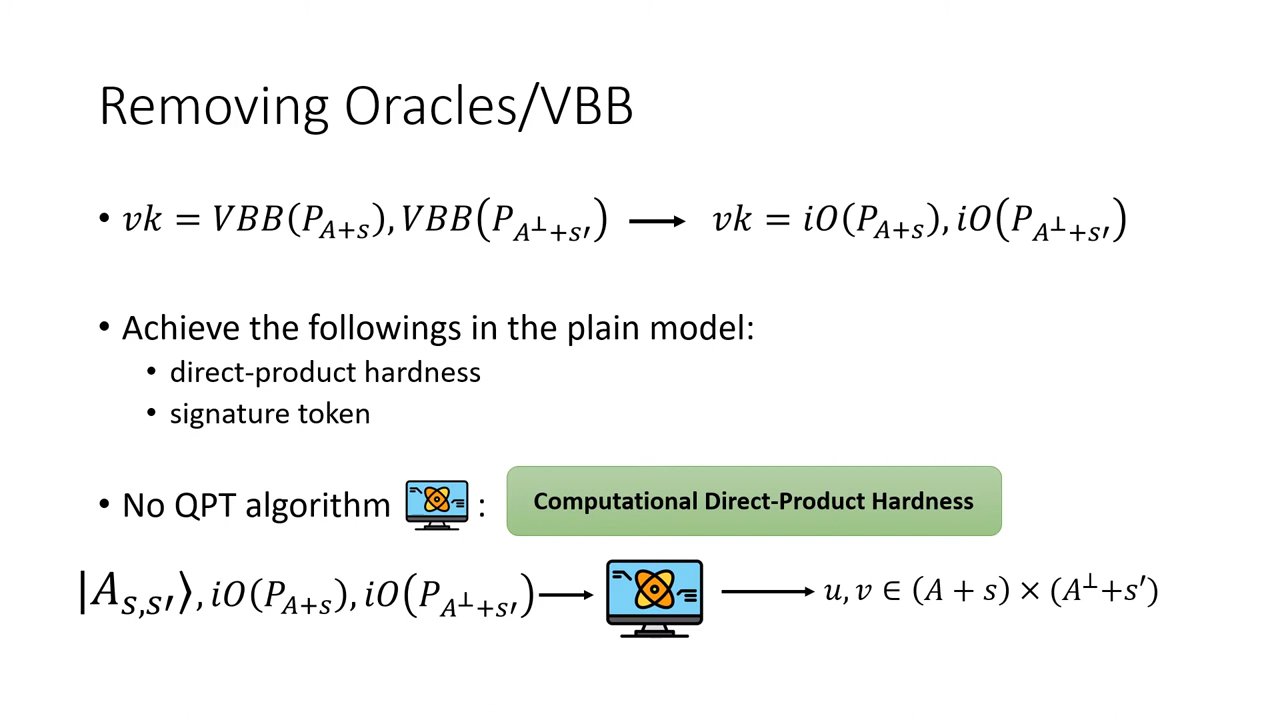 Removing Oracles/VBB
• 𝑣𝑘 = 𝑉𝐵𝐵(𝑃_{𝐴+𝑠}), 𝑉𝐵𝐵(𝑃_{𝐴^⊥+𝑠′}) ⟶ 𝑣𝑘 = 𝑖𝑂(𝑃_{𝐴+𝑠}), 𝑖𝑂(𝑃_{𝐴^⊥+𝑠′})
• Achieve the followings in the plain model:
• direct-product hardness
• signature token
• No QPT algorithm :
Computational Direct-Product Hardness
|𝐴_{𝑠,𝑠′}⟩, 𝑖𝑂(𝑃_{𝐴+𝑠}), 𝑖𝑂(𝑃_{𝐴^⊥+𝑠′}) ⟶ ⟶ 𝑢, 𝑣 ∈ (𝐴 + 𝑠) × (𝐴^⊥+𝑠′)